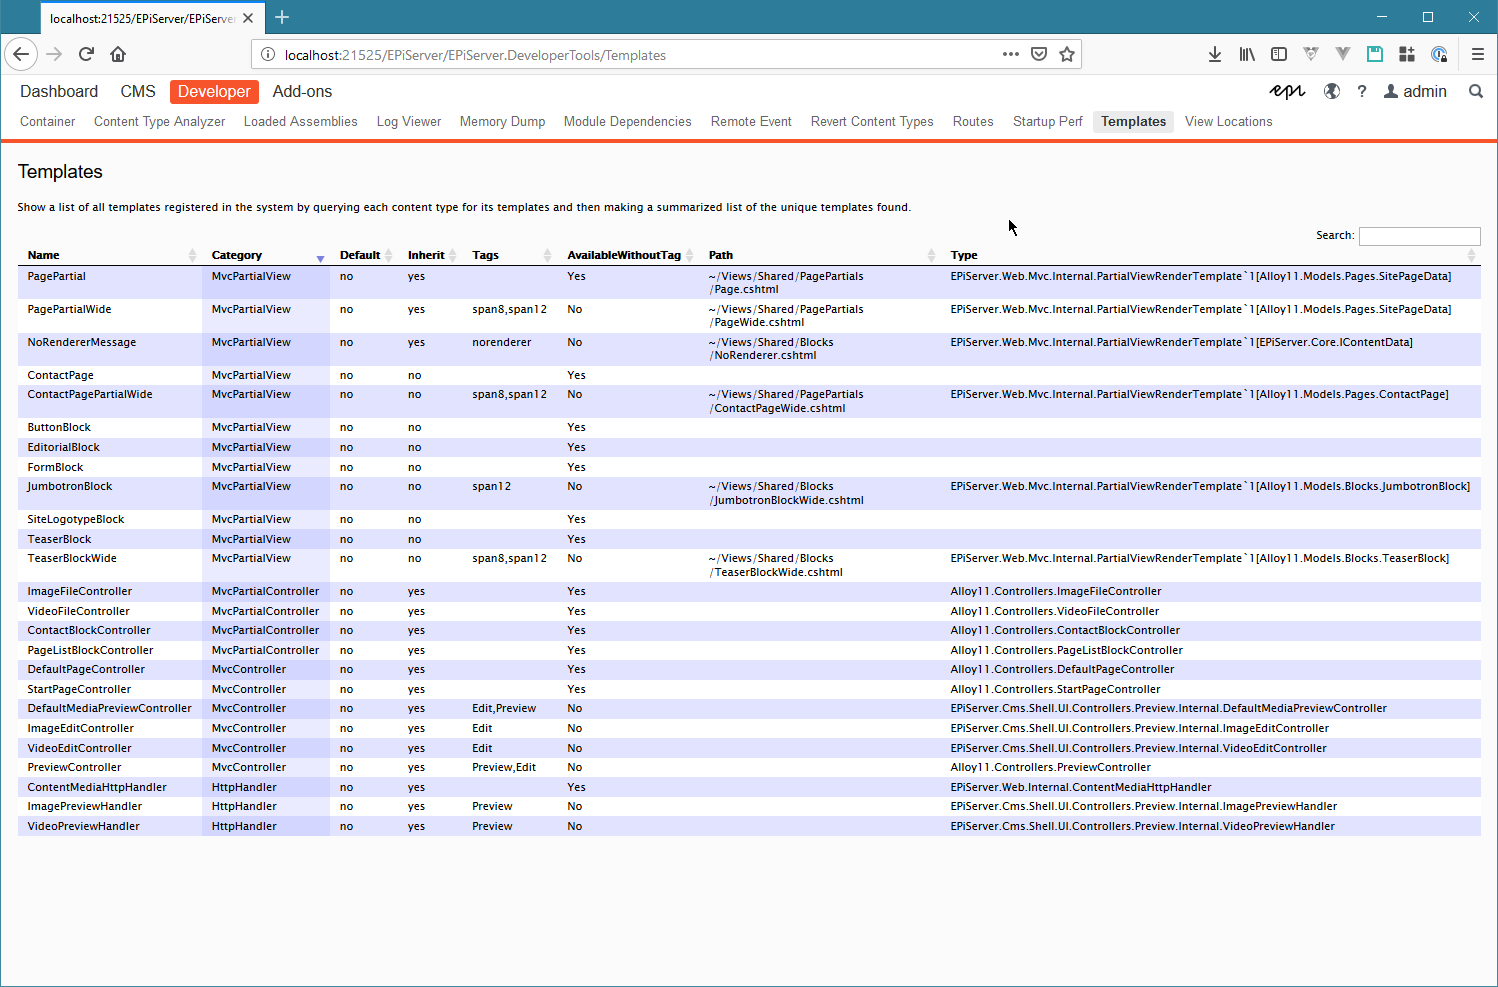 localhost:21525/EPiServer/EPiServe
localhost:21525/EPiServer/EPiServer.DeveloperTools/Templates
Dashboard CMS Developer Add-ons epi ? admin
Container Content Type Analyzer Loaded Assemblies Log Viewer Memory Dump Module Dependencies Remote Event Revert Content Types Routes Startup Perf Templates View Locations
Templates
Show a list of all templates registered in the system by querying each content type for its templates and then making a summarized list of the unique templates found.
Search:
Name Category Default Inherit Tags AvailableWithoutTag Path Type
PagePartial MvcPartialView no yes Yes ~/Views/Shared/PagePartials EPiServer.Web.Mvc.Internal.PartialViewRenderTemplate`1[Alloy11.Models.Pages.SitePageData]
/Page.cshtml
PagePartialWide MvcPartialView no yes span8,span12 No ~/Views/Shared/PagePartials EPiServer.Web.Mvc.Internal.PartialViewRenderTemplate`1[Alloy11.Models.Pages.SitePageData]
/PageWide.cshtml
NoRendererMessage MvcPartialView no yes norenderer No ~/Views/Shared/Blocks EPiServer.Web.Mvc.Internal.PartialViewRenderTemplate`1[EPiServer.Core.IContentData]
/NoRenderer.cshtml
ContactPage MvcPartialView no no Yes
ContactPagePartialWide MvcPartialView no no span8,span12 No ~/Views/Shared/PagePartials EPiServer.Web.Mvc.Internal.PartialViewRenderTemplate`1[Alloy11.Models.Pages.ContactPage]
/ContactPageWide.cshtml
ButtonBlock MvcPartialView no no Yes
EditorialBlock MvcPartialView no no Yes
FormBlock MvcPartialView no no Yes
JumbotronBlock MvcPartialView no no span12 No ~/Views/Shared/Blocks EPiServer.Web.Mvc.Internal.PartialViewRenderTemplate`1[Alloy11.Models.Blocks.JumbotronBlock]
/JumbotronBlockWide.cshtml
SiteLogotypeBlock MvcPartialView no no Yes
TeaserBlock MvcPartialView no no Yes
TeaserBlockWide MvcPartialView no no span8,span12 No ~/Views/Shared/Blocks EPiServer.Web.Mvc.Internal.PartialViewRenderTemplate`1[Alloy11.Models.Blocks.TeaserBlock]
/TeaserBlockWide.cshtml
ImageFileController MvcPartialController no yes Yes Alloy11.Controllers.ImageFileController
VideoFileController MvcPartialController no yes Yes Alloy11.Controllers.VideoFileController
ContactBlockController MvcPartialController no yes Yes Alloy11.Controllers.ContactBlockController
PageListBlockController MvcPartialController no yes Yes Alloy11.Controllers.PageListBlockController
DefaultPageController MvcController no yes Yes Alloy11.Controllers.DefaultPageController
StartPageController MvcController no yes Yes Alloy11.Controllers.StartPageController
DefaultMediaPreviewController MvcController no yes Edit,Preview No EPiServer.Cms.Shell.UI.Controllers.Preview.Internal.DefaultMediaPreviewController
ImageEditController MvcController no yes Edit No EPiServer.Cms.Shell.UI.Controllers.Preview.Internal.ImageEditController
VideoEditController MvcController no yes Edit No EPiServer.Cms.Shell.UI.Controllers.Preview.Internal.VideoEditController
PreviewController MvcController no yes Preview,Edit No Alloy11.Controllers.PreviewController
ContentMediaHttpHandler HttpHandler no yes Yes EPiServer.Web.Internal.ContentMediaHttpHandler
ImagePreviewHandler HttpHandler no yes Preview No EPiServer.Cms.Shell.UI.Controllers.Preview.Internal.ImagePreviewHandler
VideoPreviewHandler HttpHandler no yes Preview No EPiServer.Cms.Shell.UI.Controllers.Preview.Internal.VideoPreviewHandler